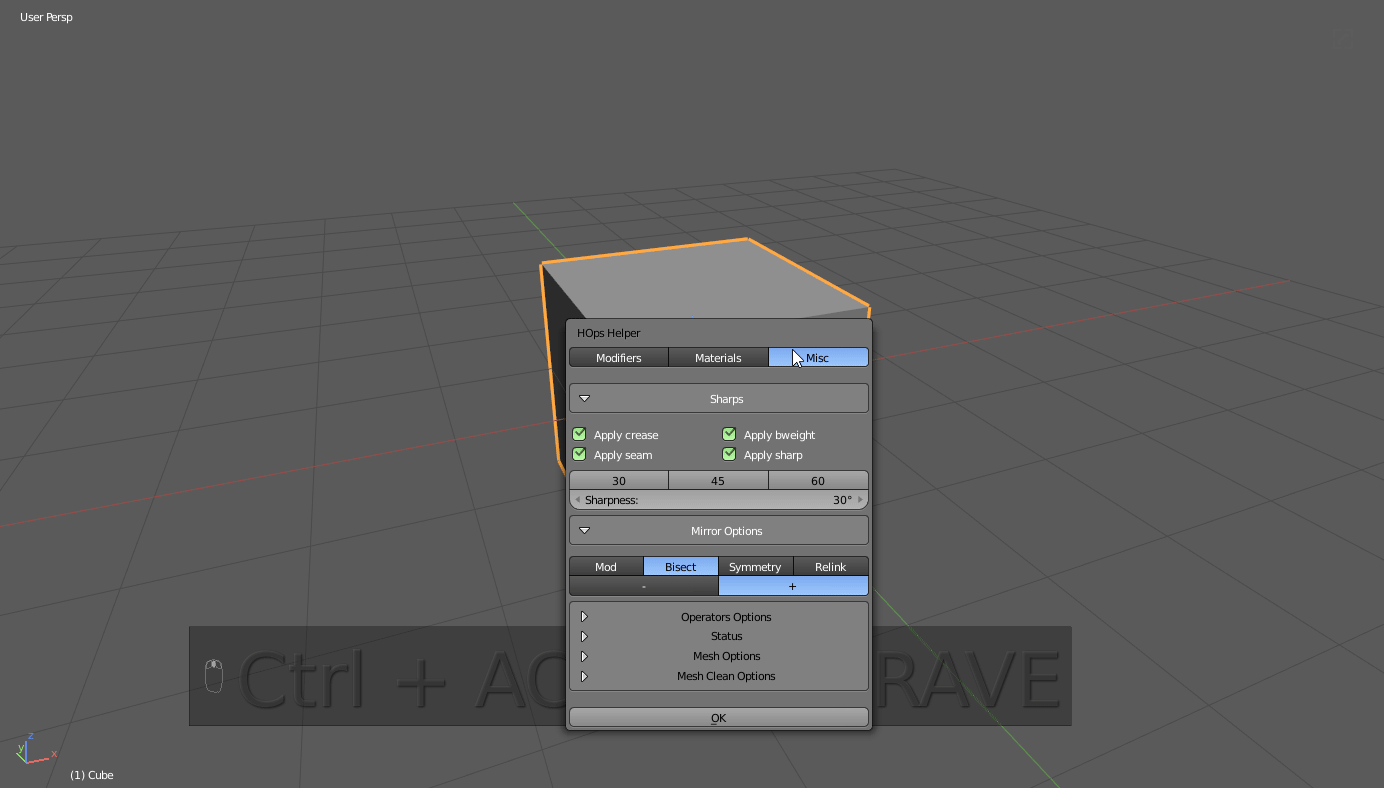 User Persp
HOps Helper
Modifiers Materials Misc
Sharps
Apply crease Apply bweight
Apply seam Apply sharp
30 45 60
Sharpness: 30°
Mirror Options
Mod Bisect Symmetry Relink
- +
Operators Options
Status
Mesh Options
Mesh Clean Options
Ctrl + AC RAVE
OK
z
y x
(1) Cube